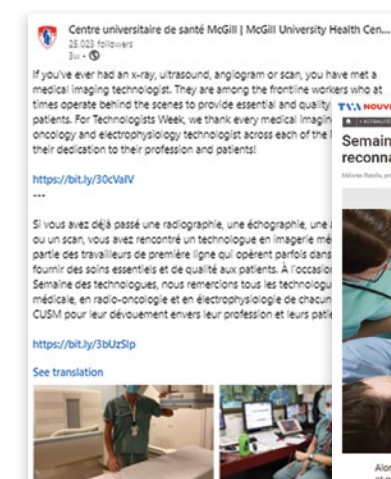 Centre universitaire de santé McGill | McGill University Health Cen...
25,023 followers
3w •
If you've ever had an x-ray, ultrasound, angiogram or scan, you have met a
medical imaging technologist. They are among the frontline workers who at
times operate behind the scenes to provide essential and quality
patients. For Technologists Week, we thank every medical imagin
oncology and electrophysiology technologist across each of the
their dedication to their profession and patients!
https://bit.ly/30cValV
---
Si vous avez déjà passé une radiographie, une échographie, une
ou un scan, vous avez rencontré un technologue en imagerie mé
partie des travailleurs de première ligne qui opèrent parfois dans
fournir des soins essentiels et de qualité aux patients. À l'occasion
Semaine des technologues, nous remercions tous les technologu
médicale, en radio-oncologie et en électrophysiologie de chacun
CUSM pour leur dévouement envers leur profession et leurs patie
https://bit.ly/3bUzSlp
See translation
TVA NOUV
Semain
reconna
Alor